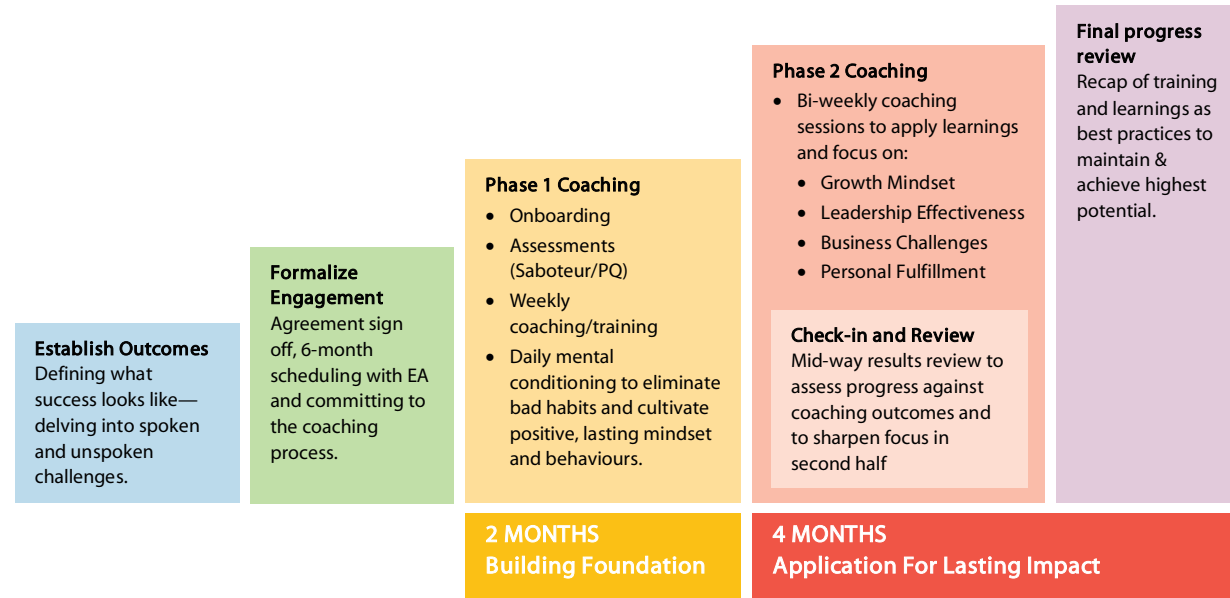 Establish Outcomes
Defining what
success looks like—
delving into spoken
and unspoken
challenges.
Formalize
Engagement
Agreement sign
off, 6-month
scheduling with EA
and committing to
the coaching
process.
Phase 1 Coaching
• Onboarding
• Assessments
(Saboteur/PQ)
• Weekly
coaching/training
• Daily mental
conditioning to eliminate
bad habits and cultivate
positive, lasting mindset
and behaviours.
2 MONTHS
Building Foundation
Phase 2 Coaching
• Bi-weekly coaching
sessions to apply learnings
and focus on:
• Growth Mindset
• Leadership Effectiveness
• Business Challenges
• Personal Fulfillment
Check-in and Review
Mid-way results review to
assess progress against
coaching outcomes and
to sharpen focus in
second half
Final progress
review
Recap of training
and learnings as
best practices to
maintain &
achieve highest
potential.
4 MONTHS
Application For Lasting Impact